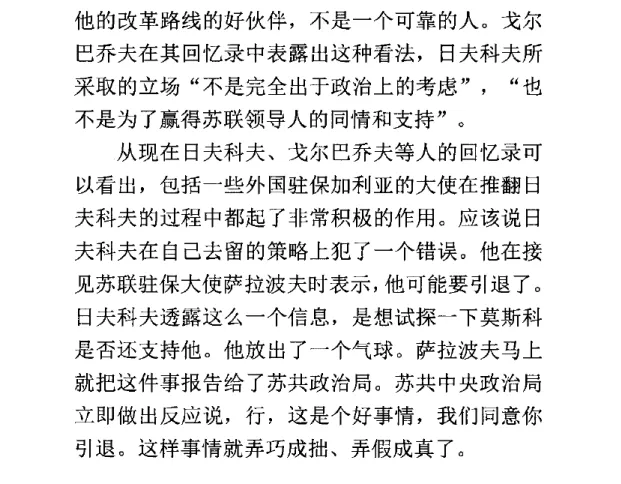 他的改革路线的好伙伴，不是一个可靠的人。戈尔
巴乔夫在其回忆录中表露出这种看法，日夫科夫所
采取的立场“不是完全出于政治上的考虑”，“也
不是为了赢得苏联领导人的同情和支持”。
从现在日夫科夫、戈尔巴乔夫等人的回忆录可
以看出，包括一些外国驻保加利亚的大使在推翻日
夫科夫的过程中都起了非常积极的作用。应该说日
夫科夫在自己去留的策略上犯了一个错误。他在接
见苏联驻保大使萨拉波夫时表示，他可能要引退了。
日夫科夫透露这么一个信息，是想试探一下莫斯科
是否还支持他。他放出了一个气球。萨拉波夫马上
就把这件事报告给了苏共政治局。苏共中央政治局
立即做出反应说，行，这是个好事情，我们同意你
引退。这样事情就弄巧成拙、弄假成真了。